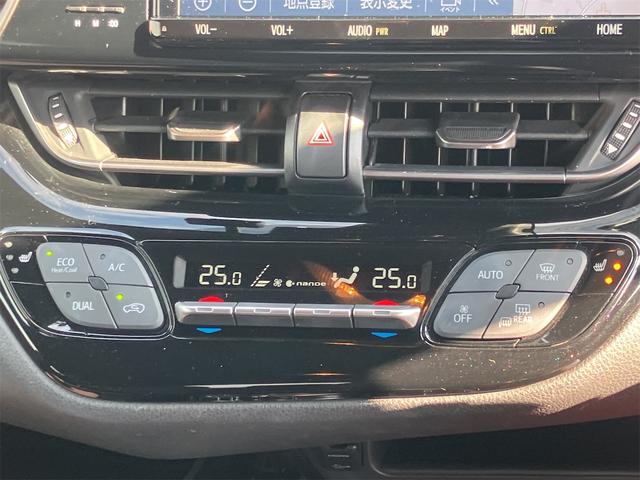 H M
地点登録 表示変更
VOL- VOL+ AUDIO PWR MAP MENU CTRL HOME
ECO Heat/Cool A/C
25.0 nanoe 25.0
AUTO FRONT
DUAL
OFF REAR